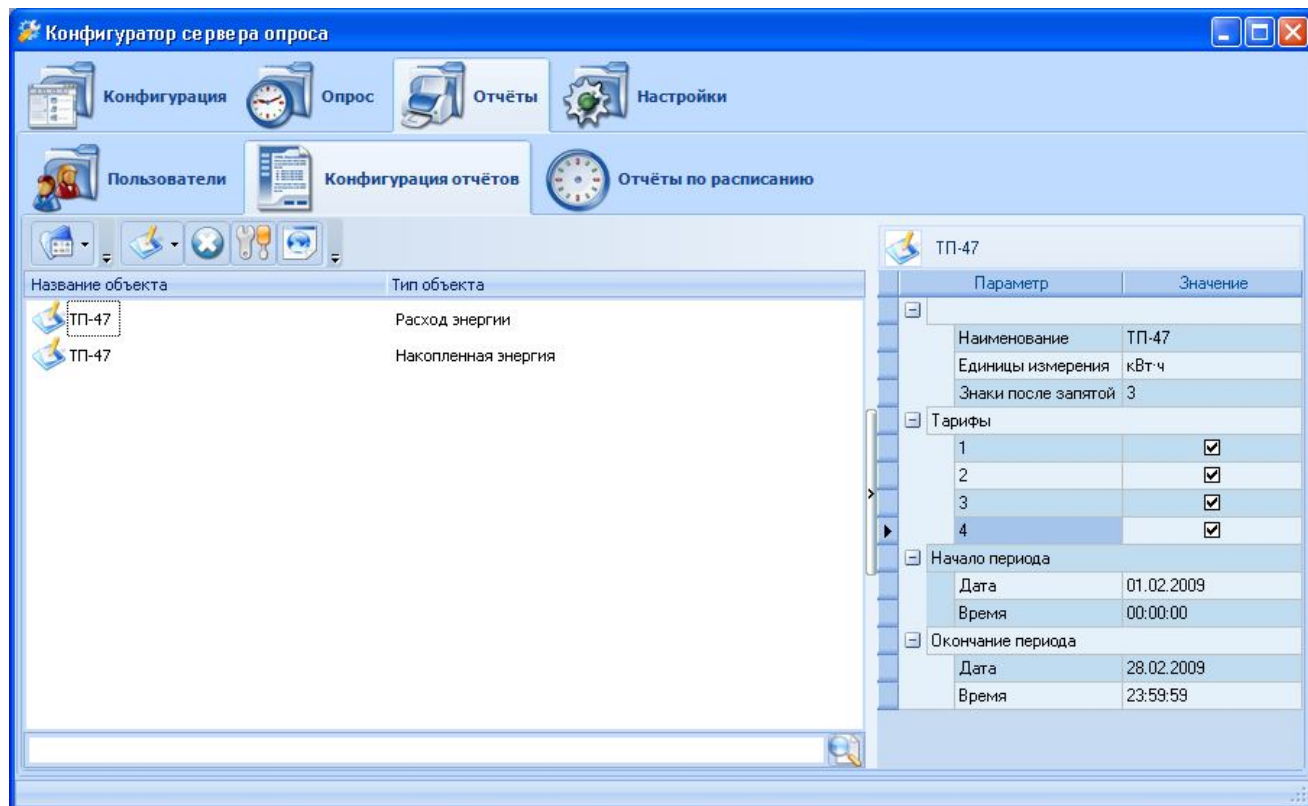 Конфигуратор сервера опроса
Конфигурация Опрос Отчёты Настройки
Пользователи Конфигурация отчётов Отчёты по расписанию
ТП-47
Название объекта Тип объекта
ТП-47 Расход энергии
ТП-47 Накопленная энергия
Параметр Значение
Наименование ТП-47
Единицы измерения кВт·ч
Знаки после запятой 3
Тарифы
1
2
3
4
Начало периода
Дата 01.02.2009
Время 00:00:00
Окончание периода
Дата 28.02.2009
Время 23:59:59